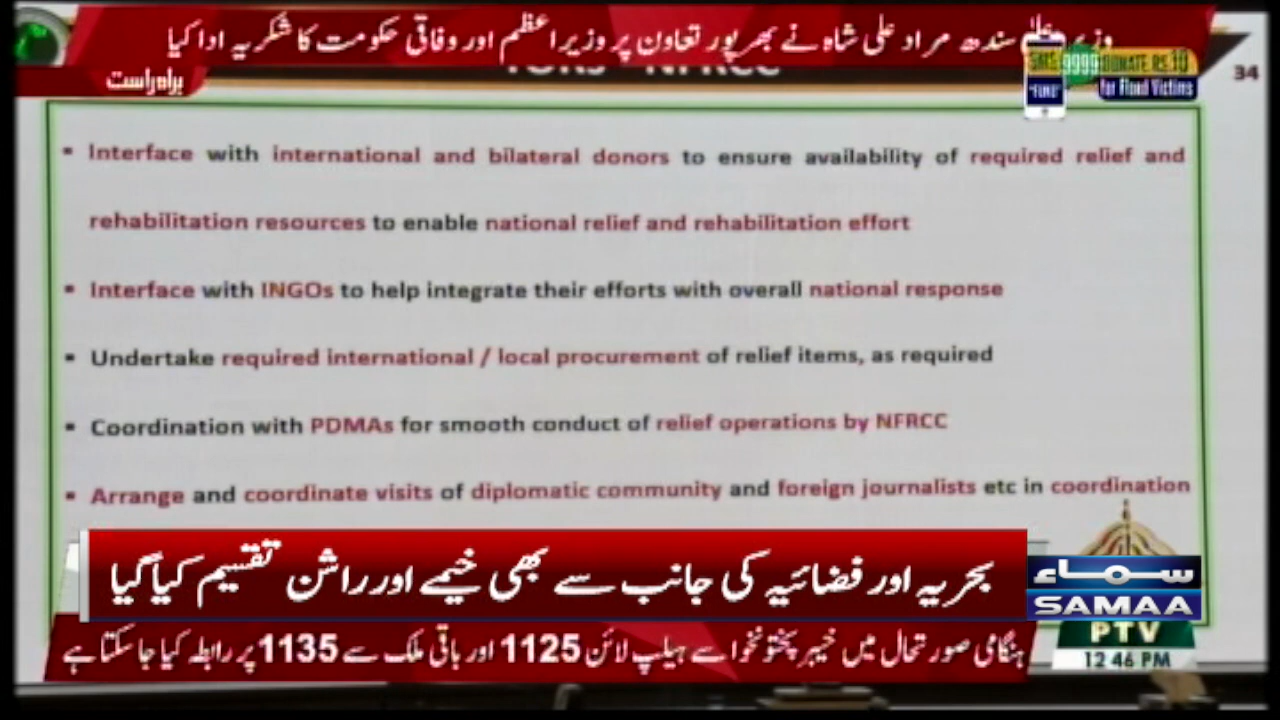 وزیر اعلیٰ سندھ مراد علی شاہ نے بھرپور تعاون پر وزیراعظم اور وفاقی حکومت کا شکریہ ادا کیا
براہ راست
SMS "FUND" 9999 DONATE RS 10
for Flood Victims
TORs - NFRCC
34
▪ Interface with international and bilateral donors to ensure availability of required relief and
rehabilitation resources to enable national relief and rehabilitation effort
▪ Interface with INGOs to help integrate their efforts with overall national response
▪ Undertake required international / local procurement of relief items, as required
▪ Coordination with PDMAs for smooth conduct of relief operations by NFRCC
▪ Arrange and coordinate visits of diplomatic community and foreign journalists etc in coordination
بحریہ اور فضائیہ کی جانب سے بھی خیمے اور راشن تقسیم کیا گیا
سماء
SAMAA
PTV
12 46 PM
ہنگامی صورتحال میں خیبر پختونخوا سے ہیلپ لائن 1125 اور باقی ملک سے 1135 پر رابطہ کیا جا سکتا ہے